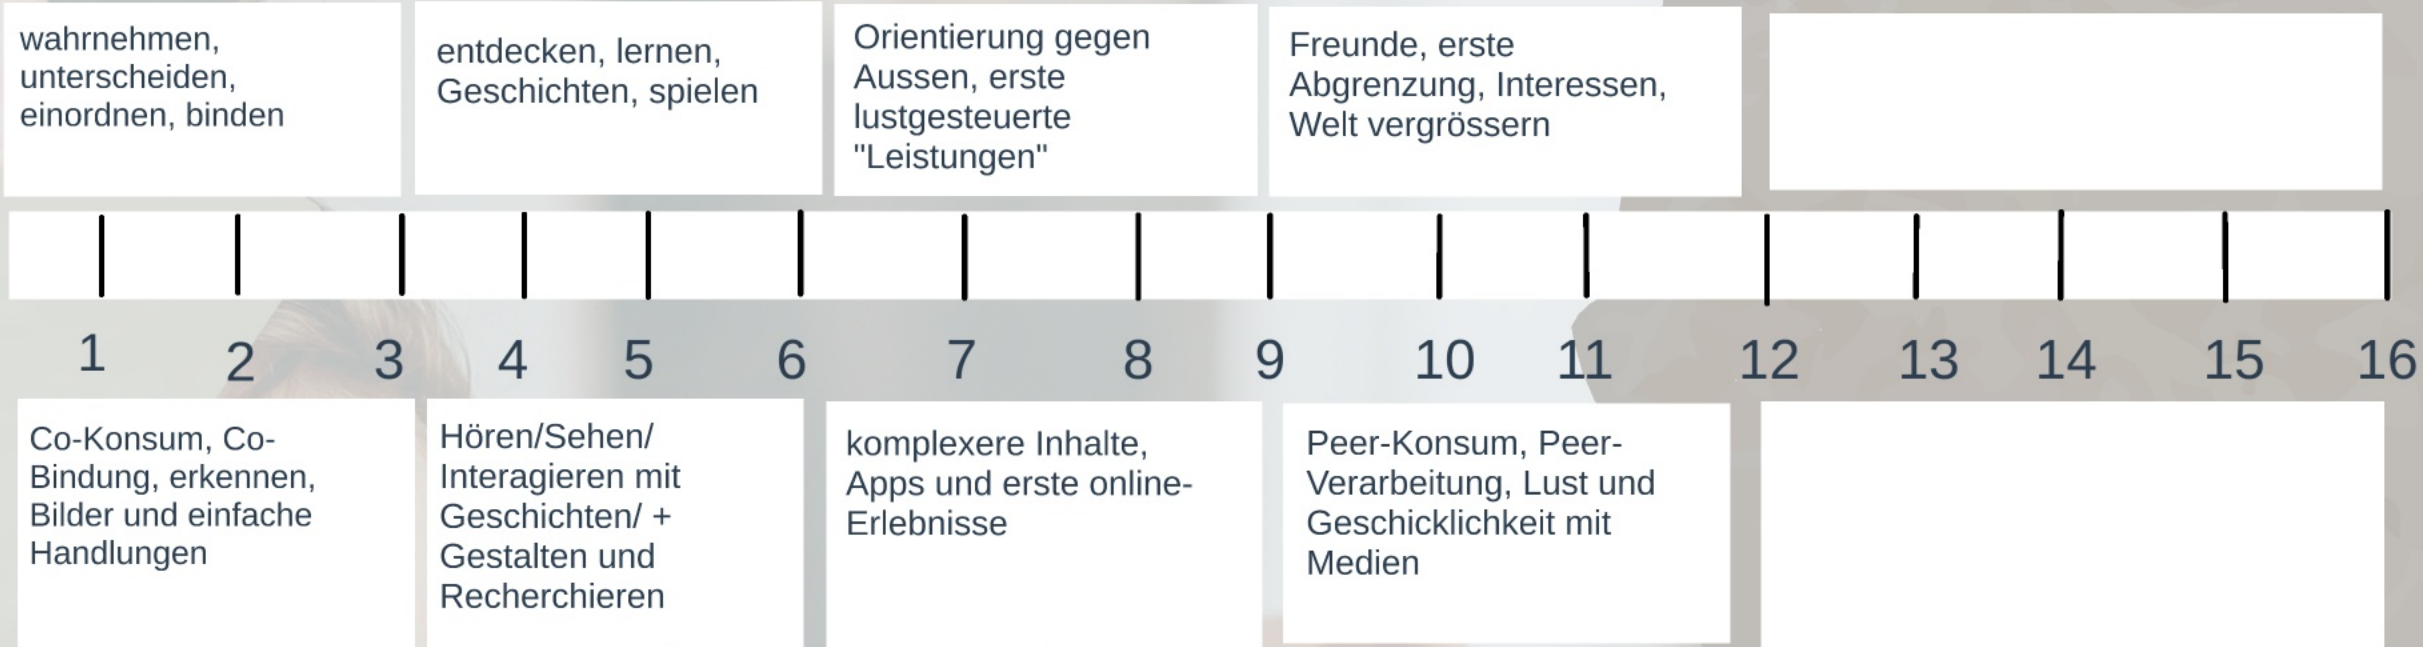 wahrnehmen,
unterscheiden,
einordnen, binden
entdecken, lernen,
Geschichten, spielen
Orientierung gegen
Aussen, erste
lustgesteuerte
"Leistungen"
Freunde, erste
Abgrenzung, Interessen,
Welt vergrössern
1 2 3 4 5 6 7 8 9 10 11 12 13 14 15 16
Co-Konsum, Co-
Bindung, erkennen,
Bilder und einfache
Handlungen
Hören/Sehen/
Interagieren mit
Geschichten/ +
Gestalten und
Recherchieren
komplexere Inhalte,
Apps und erste online-
Erlebnisse
Peer-Konsum, Peer-
Verarbeitung, Lust und
Geschicklichkeit mit
Medien